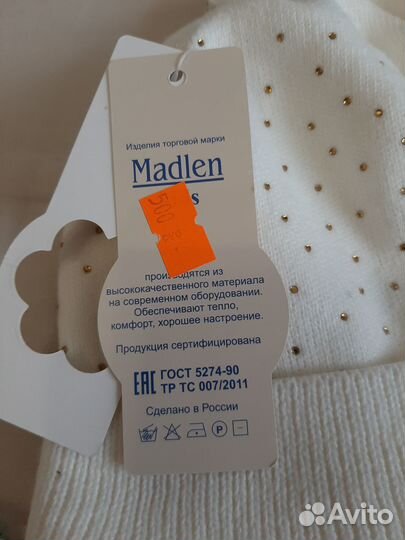 Изделия торговой марки
Madlen
500
производятся из
высококачественного материала
на современном оборудовании.
Обеспечивают тепло,
комфорт, хорошее настроение.
Продукция сертифицирована
ЕАС ГОСТ 5274-90
ТР ТС 007/2011
Сделано в России
Avito